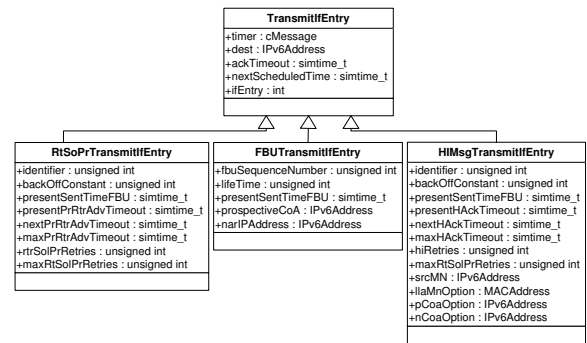 TransmitIfEntry
+timer : cMessage
+dest : IPv6Address
+ackTimeout : simtime_t
+nextScheduledTime : simtime_t
+ifEntry : int
RtSoPrTransmitIfEntry
+identifier : unsigned int
+backOffConstant : unsigned int
+presentSentTimeFBU : simtime_t
+presentPrRtrAdvTimeout : simtime_t
+nextPrRtrAdvTimeout : simtime_t
+maxPrRtrAdvTimeout : simtime_t
+rtrSolPrRetries : unsigned int
+maxRtSolPrRetries : unsigned int
FBUTransmitIfEntry
+fbuSequenceNumber : unsigned int
+lifeTime : unsigned int
+presentSentTimeFBU : simtime_t
+prospectiveCoA : IPv6Address
+narIPAddress : IPv6Address
HIMsgTransmitIfEntry
+identifier : unsigned int
+backOffConstant : unsigned int
+presentSentTimeFBU : simtime_t
+presentHAckTimeout : simtime_t
+nextHAckTimeout : simtime_t
+maxHAckTimeout : simtime_t
+hiRetries : unsigned int
+maxRtSolPrRetries : unsigned int
+srcMN : IPv6Address
+llaMnOption : MACAddress
+pCoaOption : IPv6Address
+nCoaOption : IPv6Address